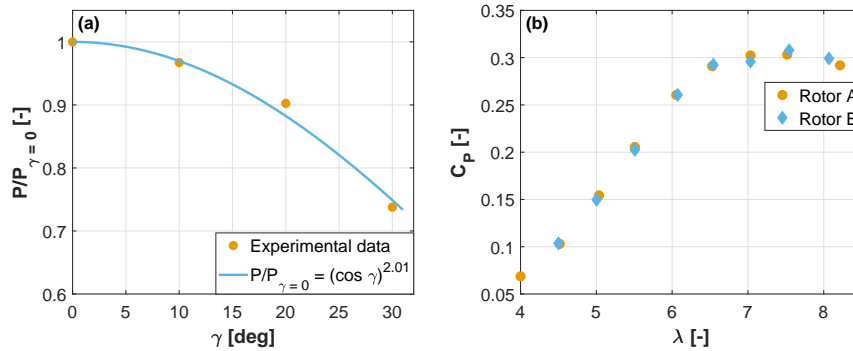 (a)
1
0.9
0.8
0.7
0.6
P/P γ = 0 [-]
0 5 10 15 20 25 30
γ [deg]
Experimental data
P/P γ = 0 = (cos γ)^2.01
(b)
0.35
0.3
0.25
0.2
0.15
0.1
0.05
C_P [-]
4 5 6 7 8
λ [-]
Rotor A
Rotor B